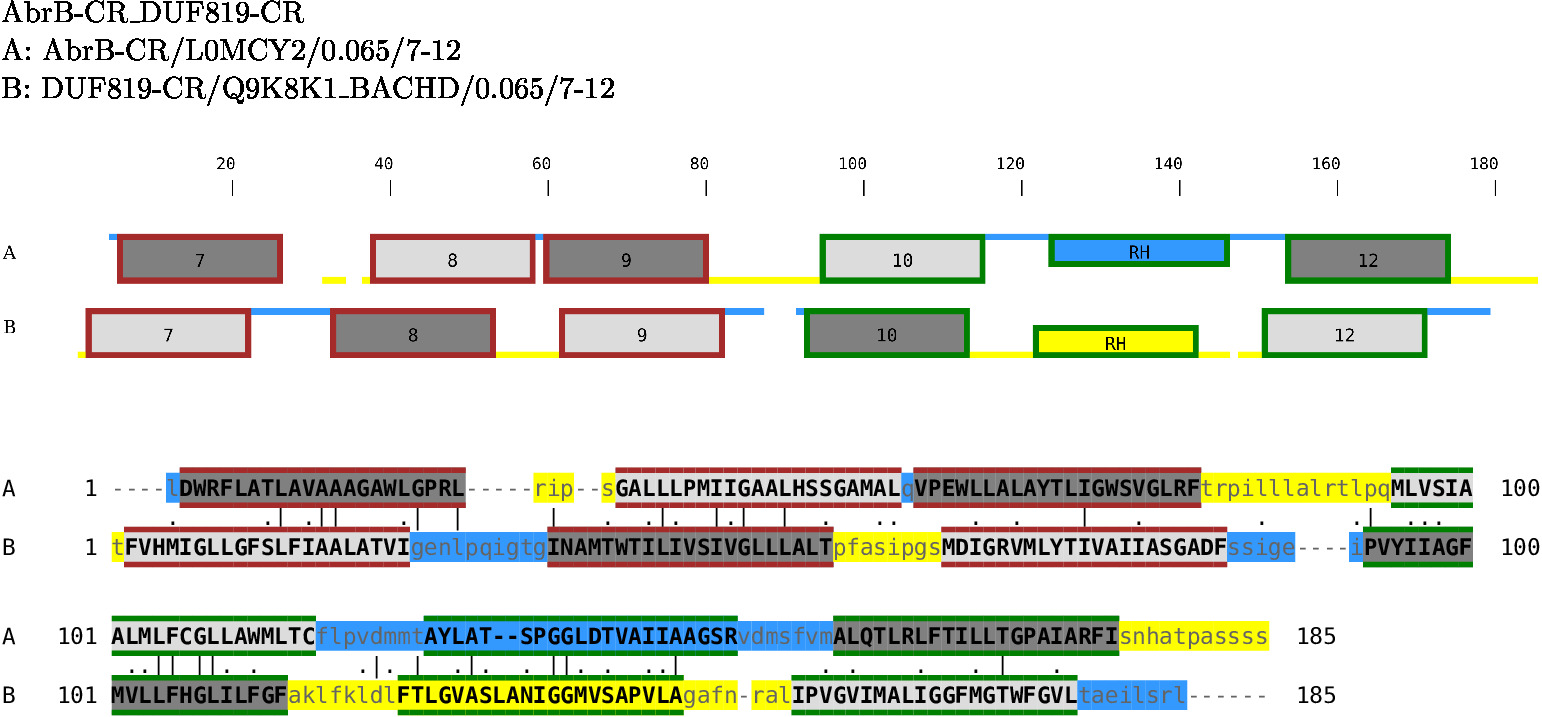 AbrB-CR_DUF819-CR
A: AbrB-CR/L0MCY2/0.065/7-12
B: DUF819-CR/Q9K8K1_BACHD/0.065/7-12
20 40 60 80 100 120 140 160 180
A 7 8 9 10 RH 12
B 7 8 9 10 RH 12
A 1 ----lDWRFLATLAVAAAGAWLGPRL-----rip--sGALLLPMIIGAALHSSGAMALqVPEWLLALAYTLIGWSVGLRFtrpilllalrtlpqMLVSIA 100
B 1 tFVHMIGLLGFSLFIAALATVIgenlpqigtgINAMTWTILIVSIVGLLLALTpfasipgsMDIGRVMLYTIVAIIASGADFssige----iPVYIIAGF 100
A 101 ALMLFCGLLAWMLTCflpvdmmtAYLAT--SPGGLDTVAIIAAGSRvdmsfvmALQTLRLFTILLTGPAIARFIsnhatpassss 185
B 101 MVLLFHGLILFGFaklfkldlFTLGVASLANIGGMVSAPVLAgafn-ralIPVGVIMALIGGFMGTWFGVLtaeilsrl------ 185